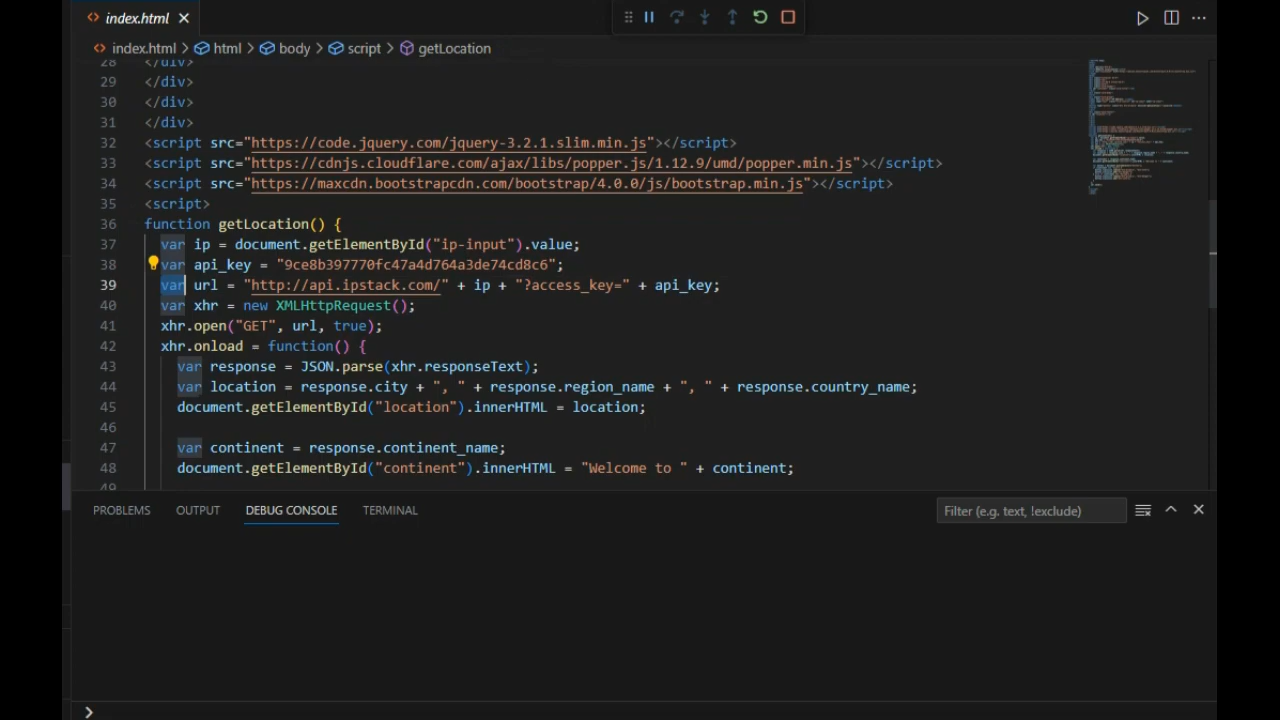 index.html
index.html > html > body > script > getLocation
28 </div>
29 </div>
30 </div>
31 </div>
32 <script src="https://code.jquery.com/jquery-3.2.1.slim.min.js"></script>
33 <script src="https://cdnjs.cloudflare.com/ajax/libs/popper.js/1.12.9/umd/popper.min.js"></script>
34 <script src="https://maxcdn.bootstrapcdn.com/bootstrap/4.0.0/js/bootstrap.min.js"></script>
35 <script>
36 function getLocation() {
37 var ip = document.getElementById("ip-input").value;
38 var api_key = "9ce8b397770fc47a4d764a3de74cd8c6";
39 var url = "http://api.ipstack.com/" + ip + "?access_key=" + api_key;
40 var xhr = new XMLHttpRequest();
41 xhr.open("GET", url, true);
42 xhr.onload = function() {
43 var response = JSON.parse(xhr.responseText);
44 var location = response.city + ", " + response.region_name + ", " + response.country_name;
45 document.getElementById("location").innerHTML = location;
46
47 var continent = response.continent_name;
48 document.getElementById("continent").innerHTML = "Welcome to " + continent;
49
PROBLEMS OUTPUT DEBUG CONSOLE TERMINAL Filter (e.g. text, !exclude)